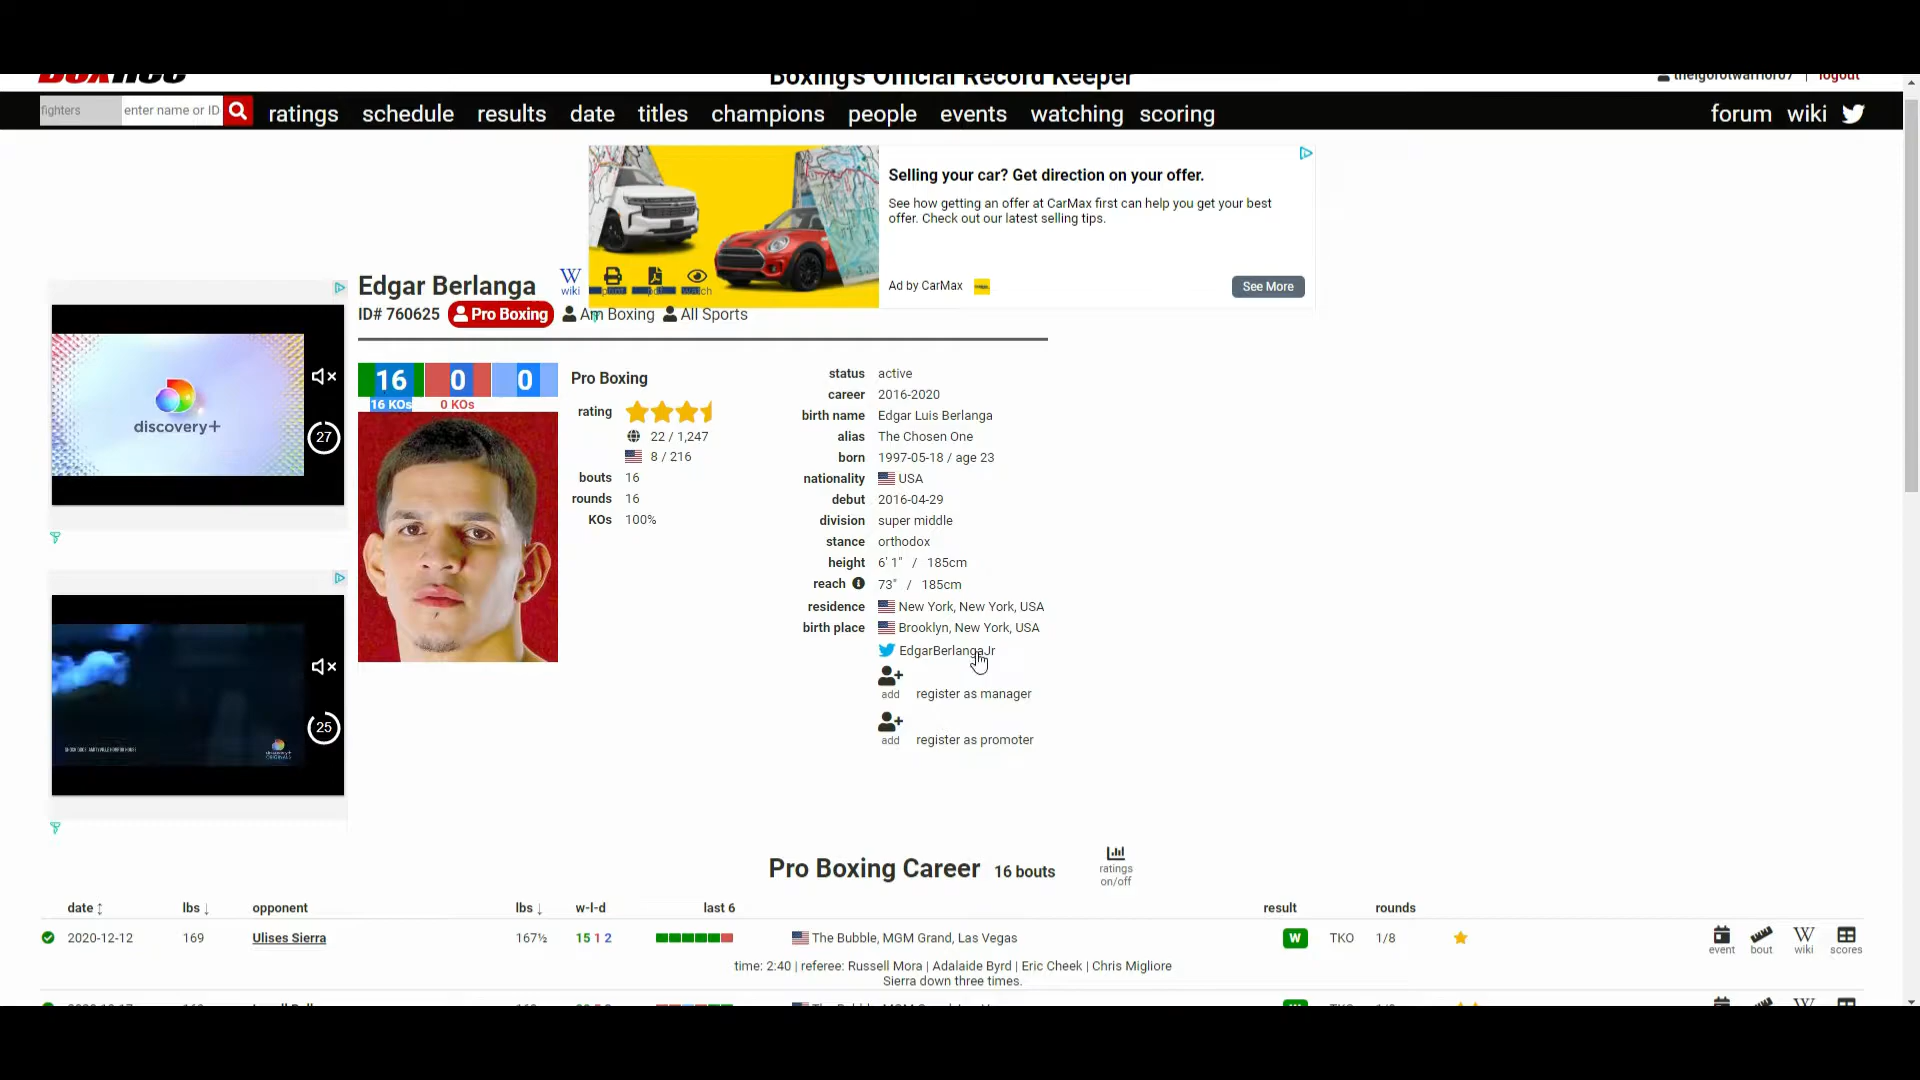 BoxRec
Boxing's Official Record Keeper
theigorotwarrior07 | logout
fighters enter name or ID ratings schedule results date titles champions people events watching scoring forum wiki
Selling your car? Get direction on your offer.
See how getting an offer at CarMax first can help you get your best
offer. Check out our latest selling tips.
Ad by CarMax
See More
Edgar Berlanga
wiki print pdf watch
ID# 760625 Pro Boxing Am Boxing All Sports
discovery+
27
25
16 0 0
16 KOs 0 KOs
Pro Boxing
rating
22 / 1,247
8 / 216
bouts 16
rounds 16
KOs 100%
status active
career 2016-2020
birth name Edgar Luis Berlanga
alias The Chosen One
born 1997-05-18 / age 23
nationality USA
debut 2016-04-29
division super middle
stance orthodox
height 6' 1" / 185cm
reach 73" / 185cm
residence New York, New York, USA
birth place Brooklyn, New York, USA
EdgarBerlangaJr
add register as manager
add register as promoter
Pro Boxing Career 16 bouts
ratings
on/off
date lbs opponent lbs w-l-d last 6 result rounds
2020-12-12 169 Ulises Sierra 167½ 15 1 2 The Bubble, MGM Grand, Las Vegas W TKO 1/8
event bout wiki scores
time: 2:40 | referee: Russell Mora | Adalaide Byrd | Eric Cheek | Chris Migliore
Sierra down three times.